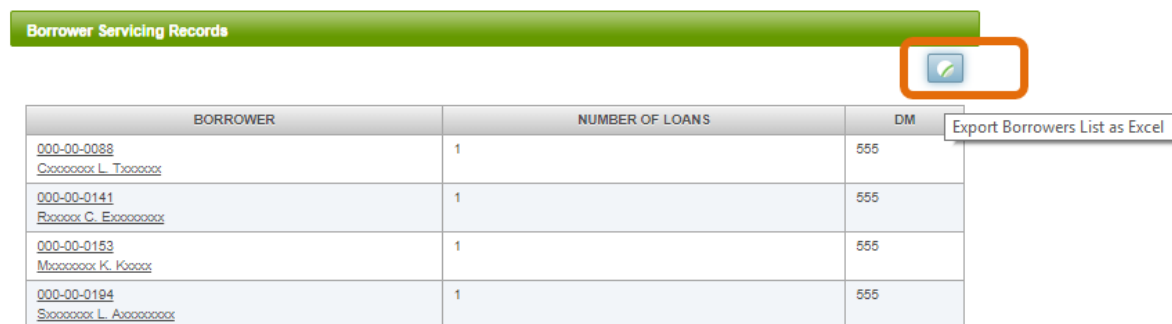 Borrower Servicing Records
BORROWER NUMBER OF LOANS DM
Export Borrowers List as Excel
000-00-0088 1 555
Cxxxxxxx L. Txxxxxx
000-00-0141 1 555
Rxxxxx C. Exxxxxxxx
000-00-0153 1 555
Mxxxxxxx K. Kxxxx
000-00-0194 1 555
Sxxxxxxx L. Axxxxxxxx